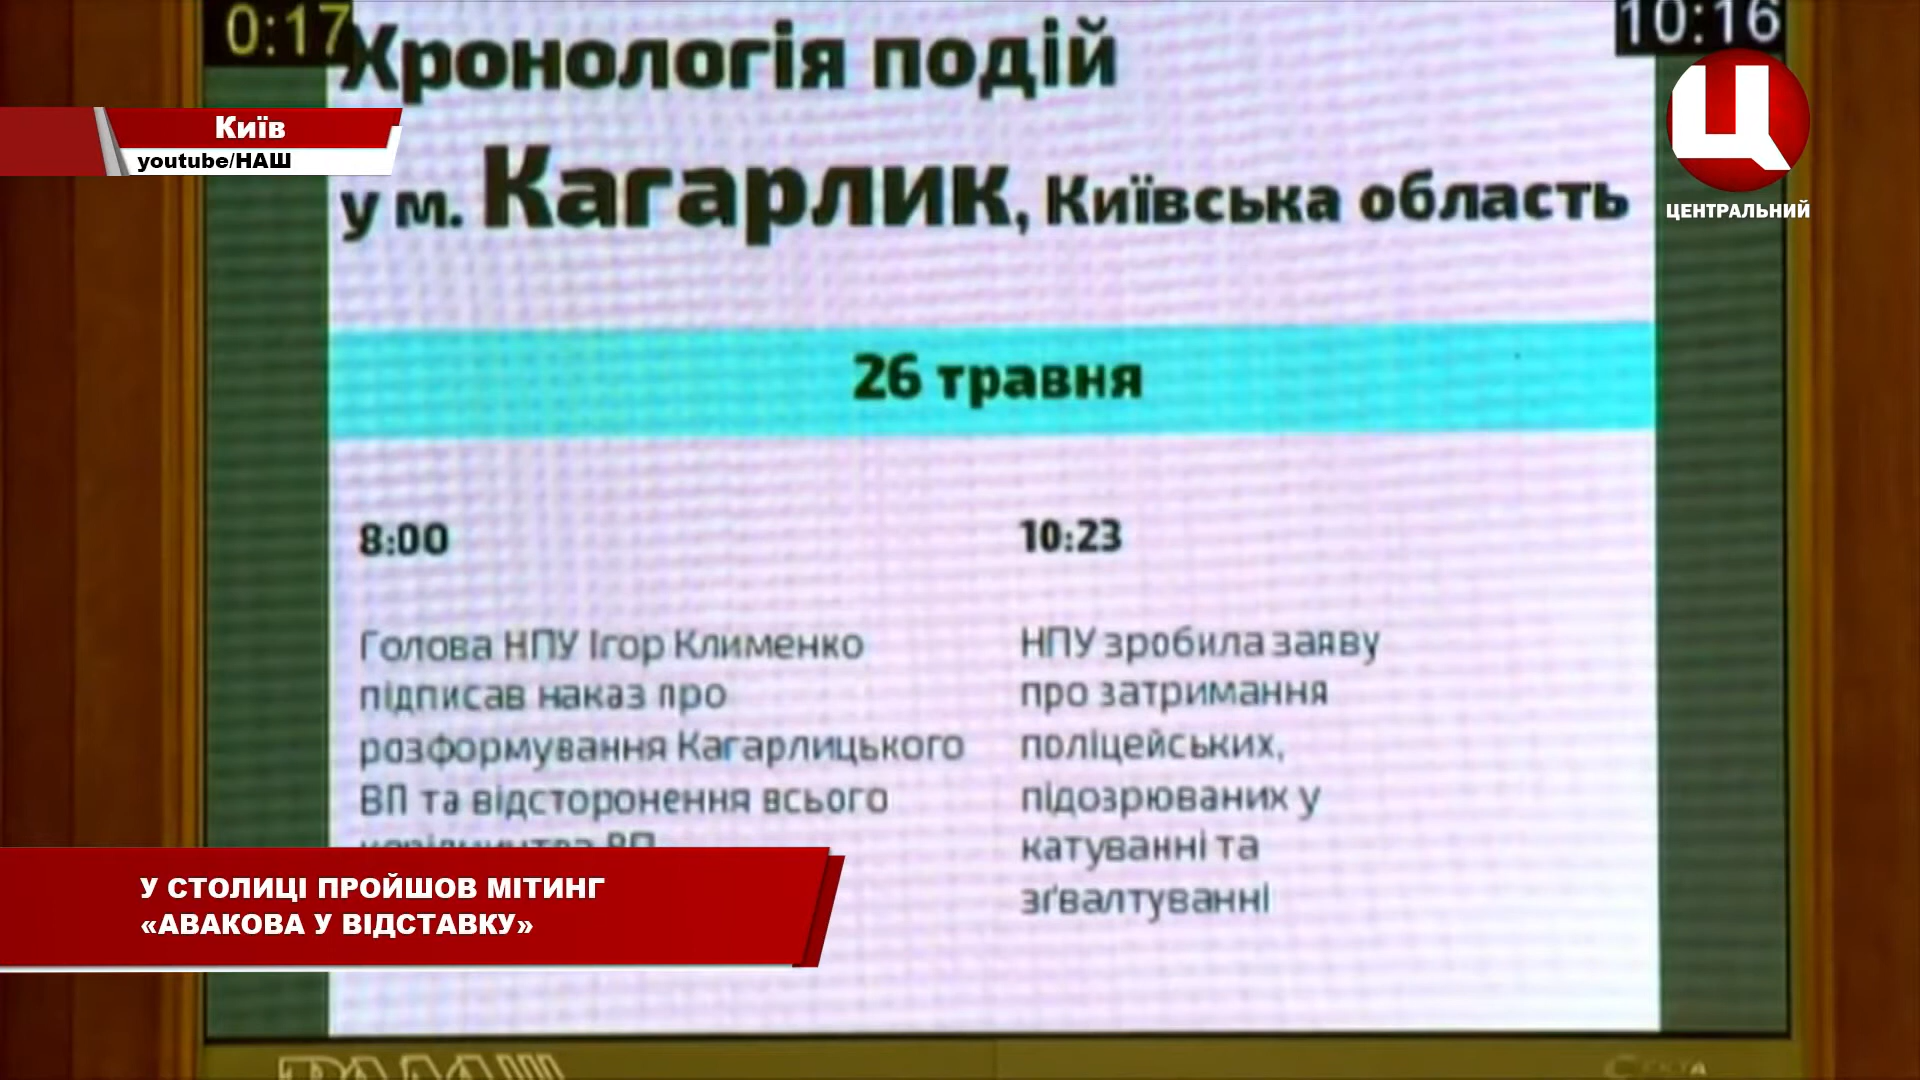 0:17
10:16
Хронологія подій
у м. Кагарлик, Київська область
Київ
youtube/НАШ
ЦЕНТРАЛЬНИЙ
26 травня
8:00
Голова НПУ Ігор Клименко
підписав наказ про
розформування Кагарлицького
ВП та відсторонення всього
керівництва ВП
10:23
НПУ зробила заяву
про затримання
поліцейських,
підозрюваних у
катуванні та
зґвалтуванні
У СТОЛИЦІ ПРОЙШОВ МІТИНГ
«АВАКОВА У ВІДСТАВКУ»